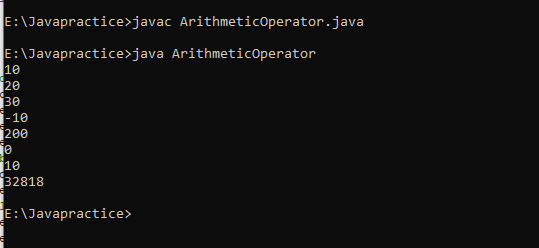 E:\Javapractice>javac ArithmeticOperator.java
E:\Javapractice>java ArithmeticOperator
10
20
30
-10
200
0
10
32818
E:\Javapractice>